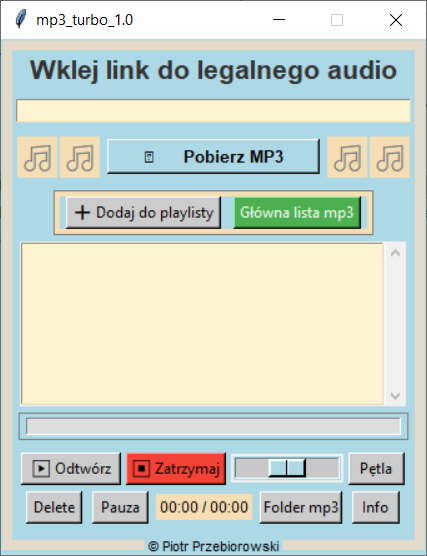 mp3_turbo_1.0
Wklej link do legalnego audio
Pobierz MP3
+ Dodaj do playlisty Główna lista mp3
Odtwórz Zatrzymaj Pętla
Delete Pauza 00:00 / 00:00 Folder mp3 Info
© Piotr Przebiorowski